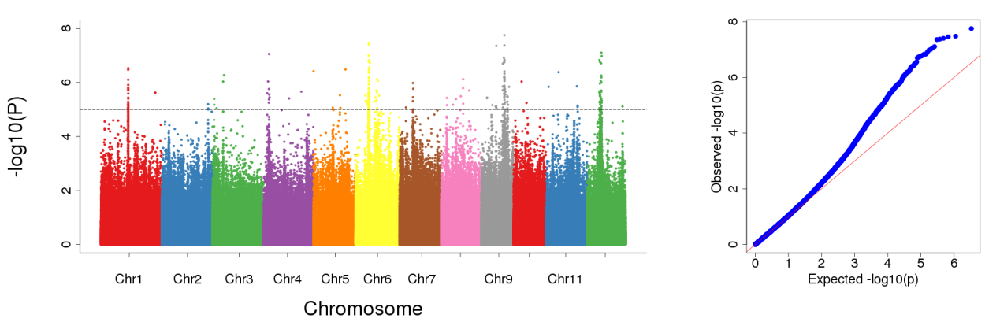 8
6
4
2
0
-log10(P)
Chr1 Chr2 Chr3 Chr4 Chr5 Chr6 Chr7 Chr9 Chr11
Chromosome
8
6
4
2
0
Observed -log10(p)
0 1 2 3 4 5 6
Expected -log10(p)